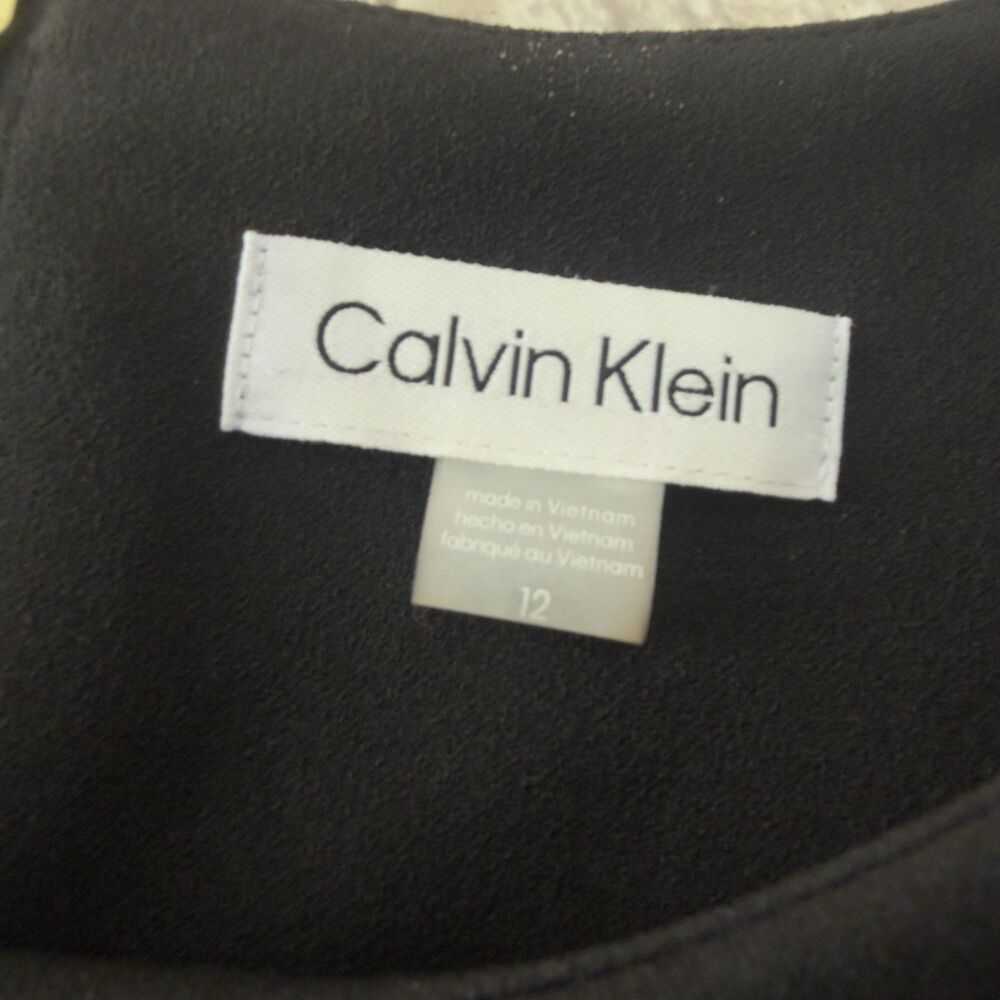 Calvin Klein
made in Vietnam
hecho en Vietnam
fabriqué au Vietnam
12